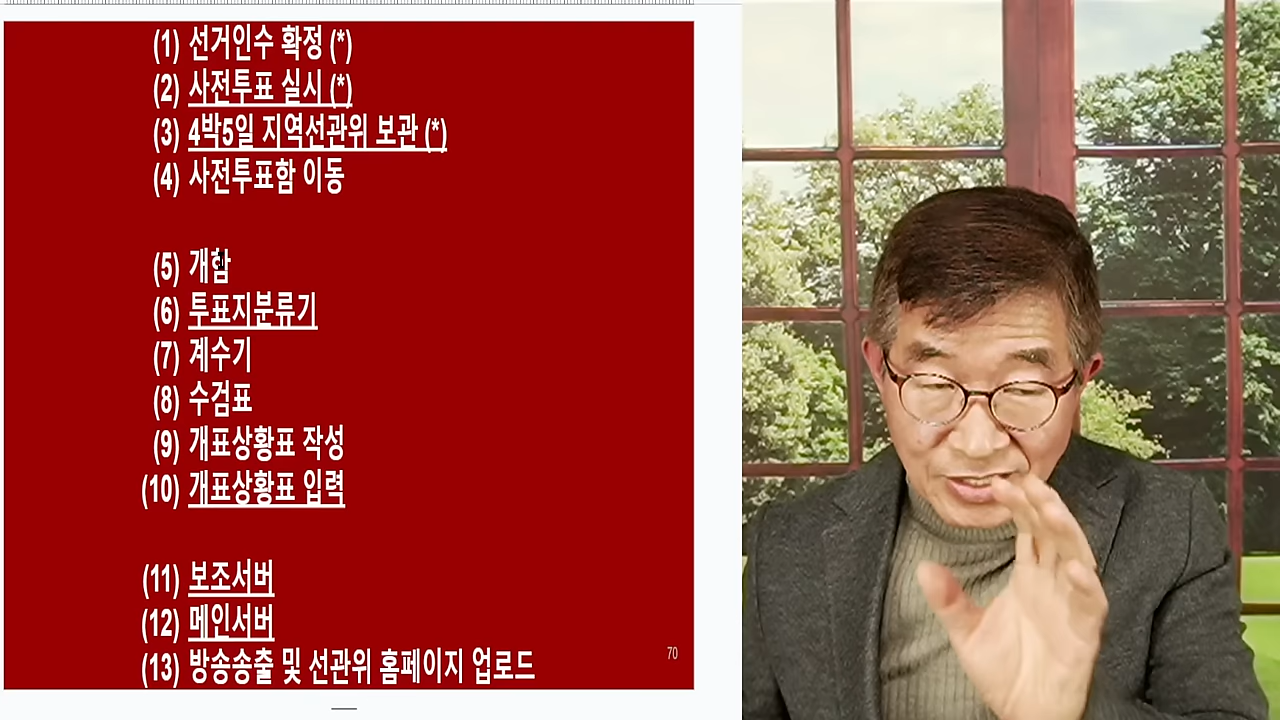 (1) 선거인수 확정 (*)
(2) 사전투표 실시 (*)
(3) 4박5일 지역선관위 보관 (*)
(4) 사전투표함 이동
(5) 개함
(6) 투표지분류기
(7) 계수기
(8) 수검표
(9) 개표상황표 작성
(10) 개표상황표 입력
(11) 보조서버
(12) 메인서버
(13) 방송송출 및 선관위 홈페이지 업로드
70